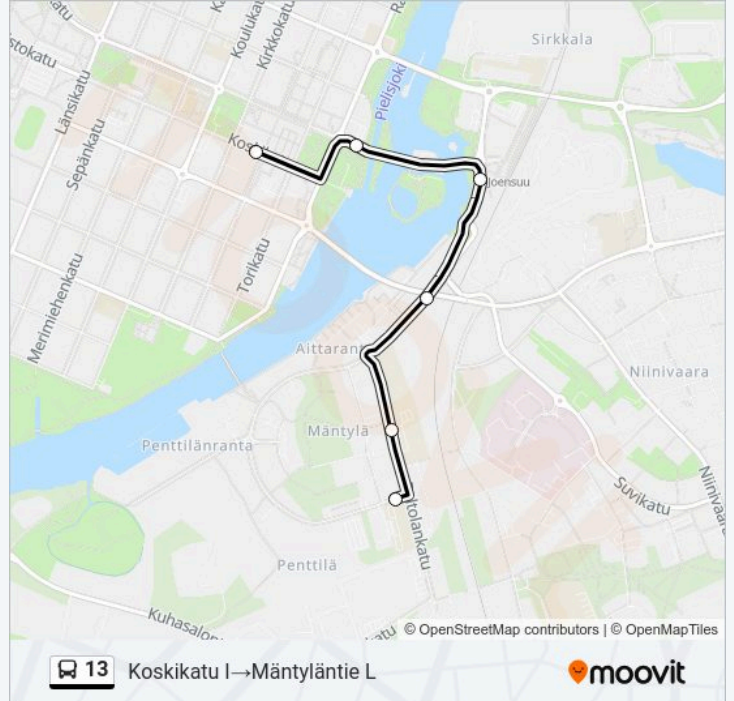 Sirkkala
Koulukatu
Kirkkokatu
Länsikatu
Sepänkatu
Pielisjoki
Joensuu
Torikatu
Merimiehenkatu
Niinivaara
Mäntylä
Penttilänranta
Suvikatu
Penttilä
© OpenStreetMap contributors | © OpenMapTiles
13 Koskikatu I→Mäntyläntie L
moovit